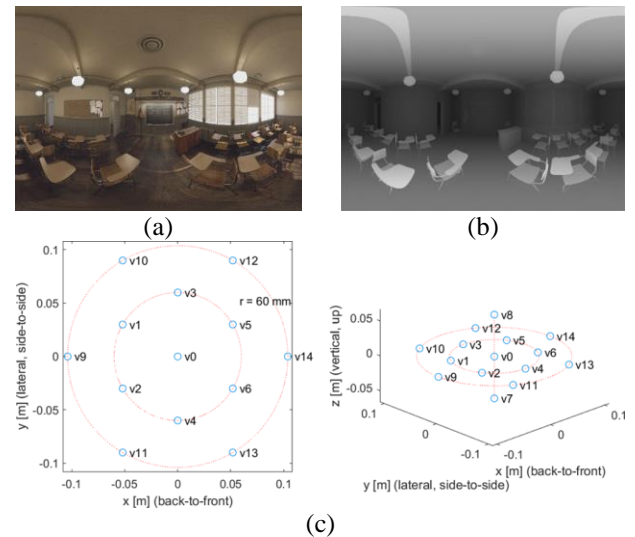 (a)
(b)
0.1
0.05
0
-0.05
-0.1
y [m] (lateral, side-to-side)
v10
v12
v3
r = 60 mm
v1
v5
v9
v0
v14
v2
v6
v4
v11
v13
-0.1
-0.05
0
0.05
0.1
x [m] (back-to-front)
z [m] (vertical, up)
0.05
0
-0.05
v8
v12
v14
v10
v3
v5
v1
v0
v6
v9
v2
v4
v13
v11
v7
0.1
0
-0.1
y [m] (lateral, side-to-side)
-0.1
0
0.1
x [m] (back-to-front)
(c)